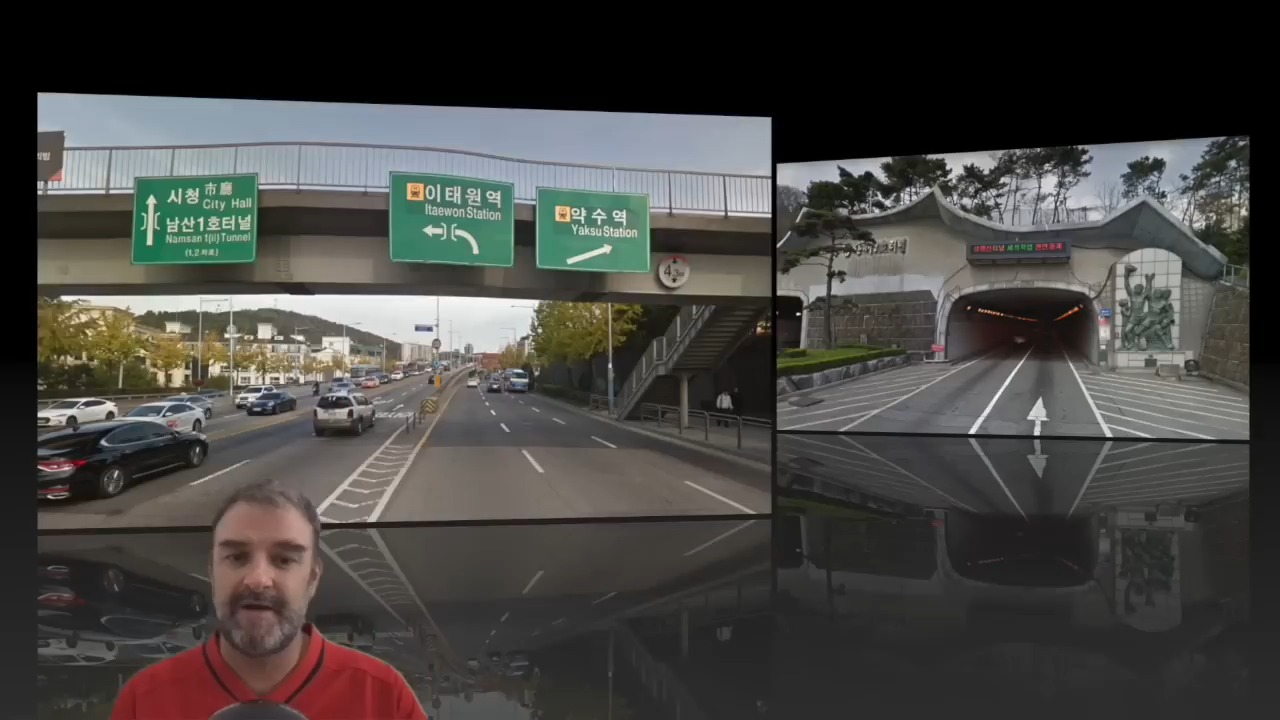 시청 市廳
City Hall
남산1호터널
Namsan 1(il) Tunnel
(1,2 차로)
이태원역
Itaewon Station
약수역
Yaksu Station
4.3m